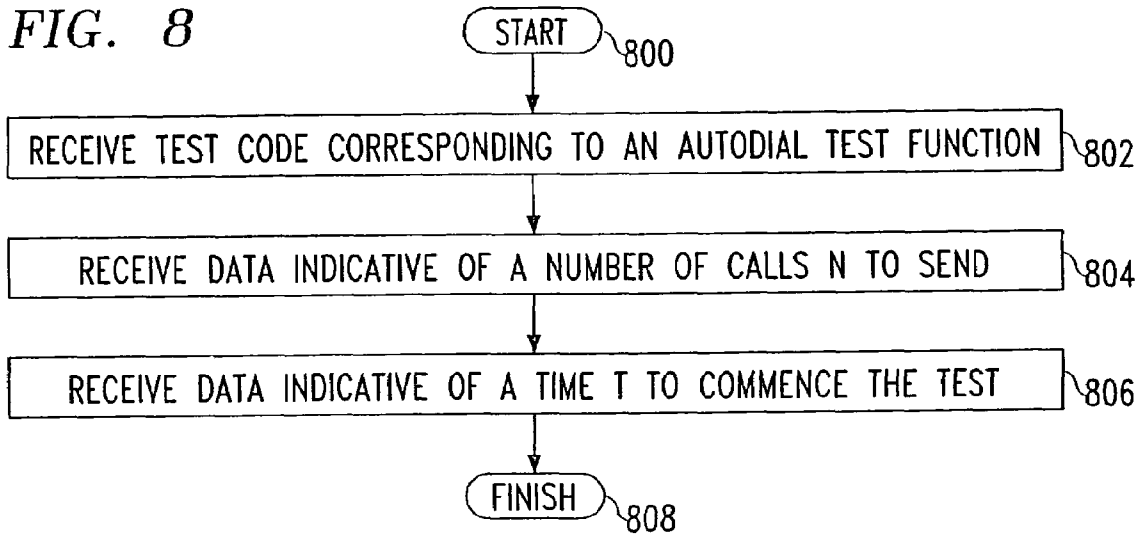 FIG. 8
START
800
RECEIVE TEST CODE CORRESPONDING TO AN AUTODIAL TEST FUNCTION
802
RECEIVE DATA INDICATIVE OF A NUMBER OF CALLS N TO SEND
804
RECEIVE DATA INDICATIVE OF A TIME T TO COMMENCE THE TEST
806
FINISH
808